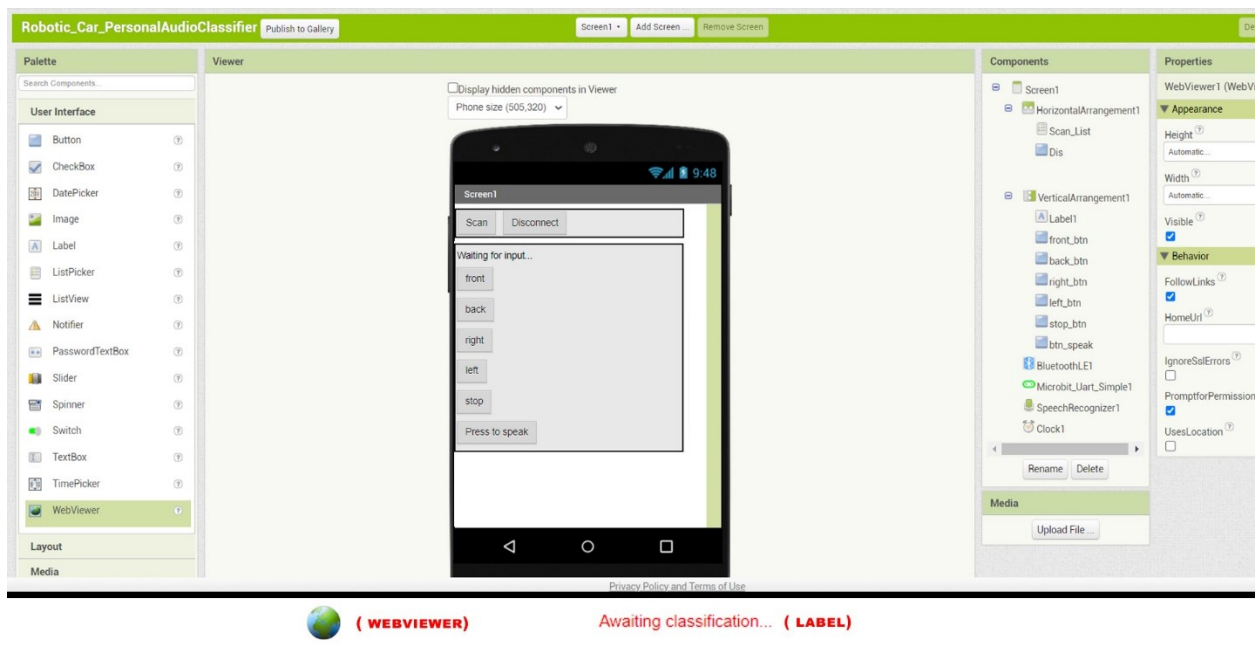 Robotic_Car_PersonalAudioClassifier Publish to Gallery Screen1 Add Screen ... Remove Screen
Palette
Search Components...
User Interface
Button
CheckBox
DatePicker
Image
Label
ListPicker
ListView
Notifier
PasswordTextBox
Slider
Spinner
Switch
TextBox
TimePicker
WebViewer
Layout
Media
Viewer
Display hidden components in Viewer
Phone size (505,320)
9:48
Screen1
Scan Disconnect
Waiting for input...
front
back
right
left
stop
Press to speak
Components
Screen1
HorizontalArrangement1
Scan_List
Dis
VerticalArrangement1
Label1
front_btn
back_btn
right_btn
left_btn
stop_btn
btn_speak
BluetoothLE1
Microbit_Uart_Simple1
SpeechRecognizer1
Clock1
Rename Delete
Media
Upload File ...
Properties
WebViewer1 (WebVi
Appearance
Height
Automatic...
Width
Automatic...
Visible
Behavior
FollowLinks
HomeUrl
IgnoreSslErrors
PromptforPermission
UsesLocation
Privacy Policy and Terms of Use
( WEBVIEWER) Awaiting classification... ( LABEL)